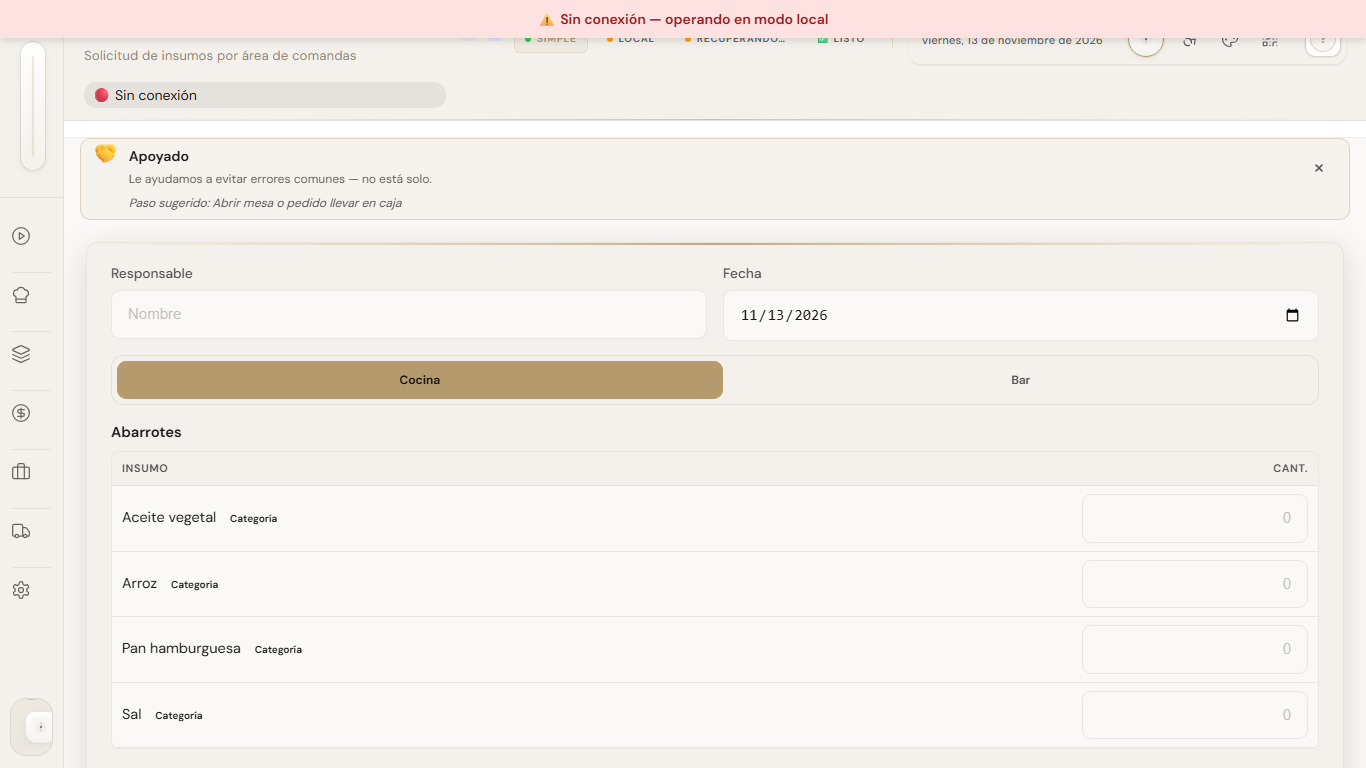 ⚠️ Sin conexión — operando en modo local
SIMPLE
LOCAL
RECUPERANDO…
LISTO
viernes, 13 de noviembre de 2026
Solicitud de insumos por área de comandas
Sin conexión
Apoyado
Le ayudamos a evitar errores comunes — no está solo.
Paso sugerido: Abrir mesa o pedido llevar en caja
×
Responsable
Fecha
Nombre
11/13/2026
Cocina
Bar
Abarrotes
INSUMO
CANT.
Aceite vegetal Categoría
0
Arroz Categoría
0
Pan hamburguesa Categoría
0
Sal Categoría
0